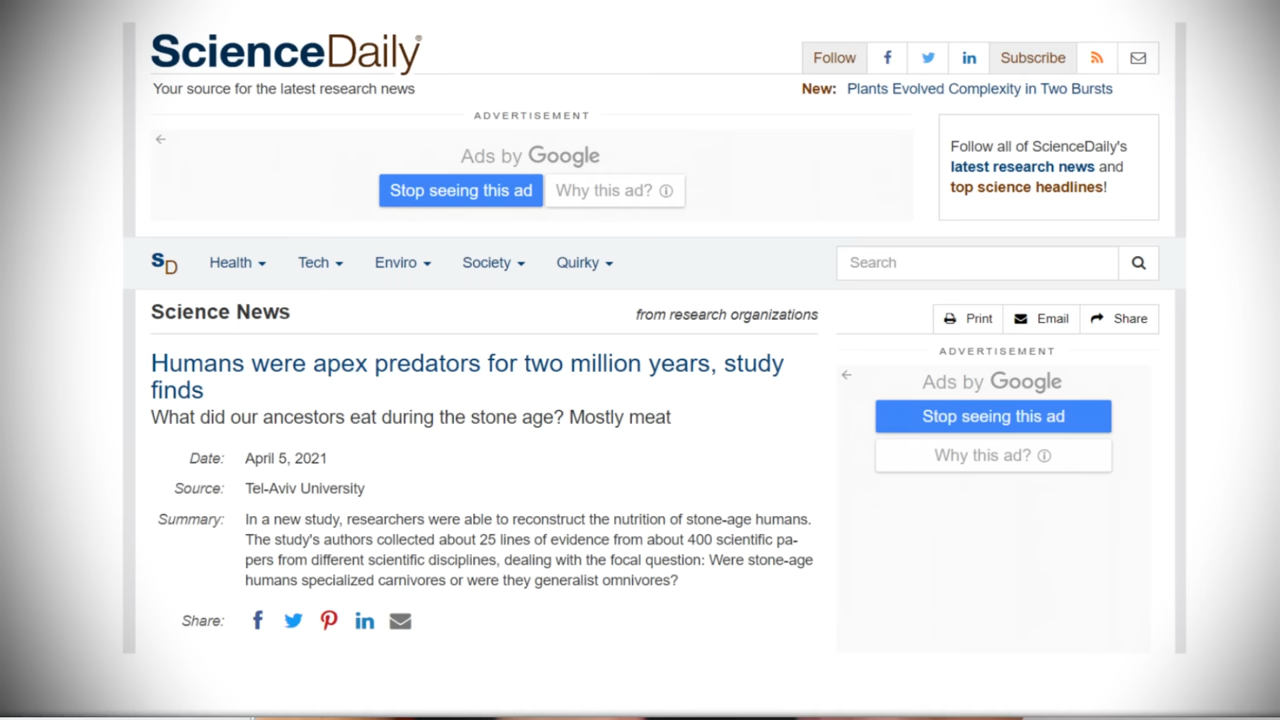 ScienceDaily®
Follow
Subscribe
Your source for the latest research news
New: Plants Evolved Complexity in Two Bursts
ADVERTISEMENT
Ads by Google
Stop seeing this ad
Why this ad?
Follow all of ScienceDaily's
latest research news and
top science headlines!
SD
Health
Tech
Enviro
Society
Quirky
Search
Science News
from research organizations
Print
Email
Share
Humans were apex predators for two million years, study
finds
What did our ancestors eat during the stone age? Mostly meat
Date: April 5, 2021
Source: Tel-Aviv University
Summary: In a new study, researchers were able to reconstruct the nutrition of stone-age humans.
The study's authors collected about 25 lines of evidence from about 400 scientific pa-
pers from different scientific disciplines, dealing with the focal question: Were stone-age
humans specialized carnivores or were they generalist omnivores?
Share:
ADVERTISEMENT
Ads by Google
Stop seeing this ad
Why this ad?